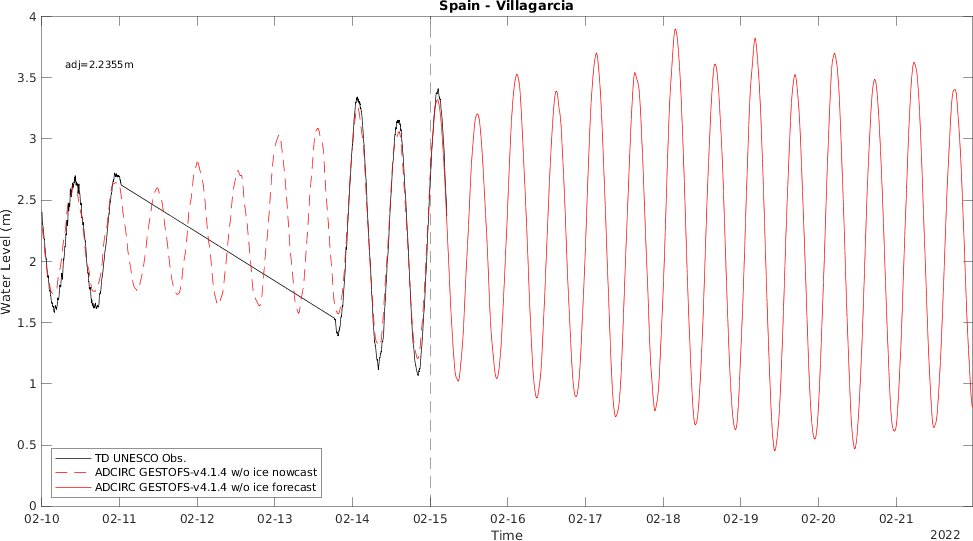 Spain - Villagarcia
4
adj=2.2355m
3.5
3
2.5
2
1.5
1
0.5
0
Water Level (m)
TD UNESCO Obs.
ADCIRC GESTOFS-v4.1.4 w/o ice nowcast
ADCIRC GESTOFS-v4.1.4 w/o ice forecast
02-10 02-11 02-12 02-13 02-14 02-15 02-16 02-17 02-18 02-19 02-20 02-21
Time
2022